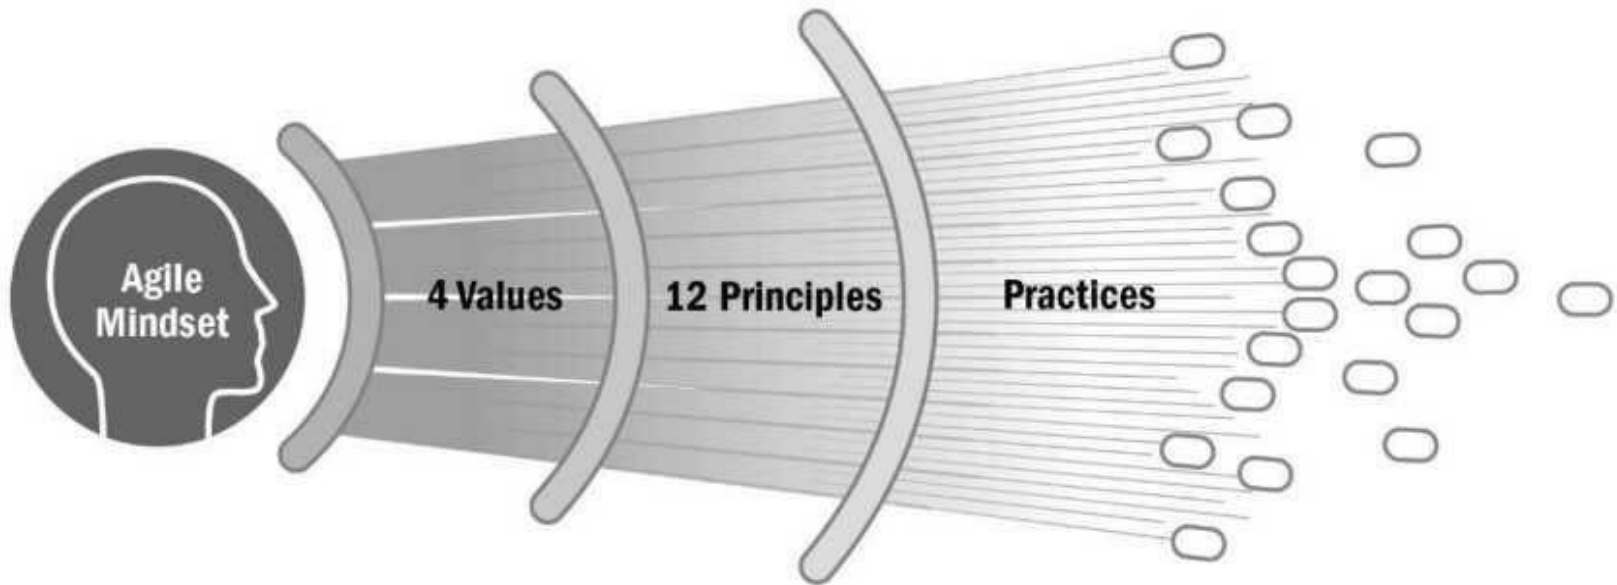 Agile
Mindset
4 Values
12 Principles
Practices